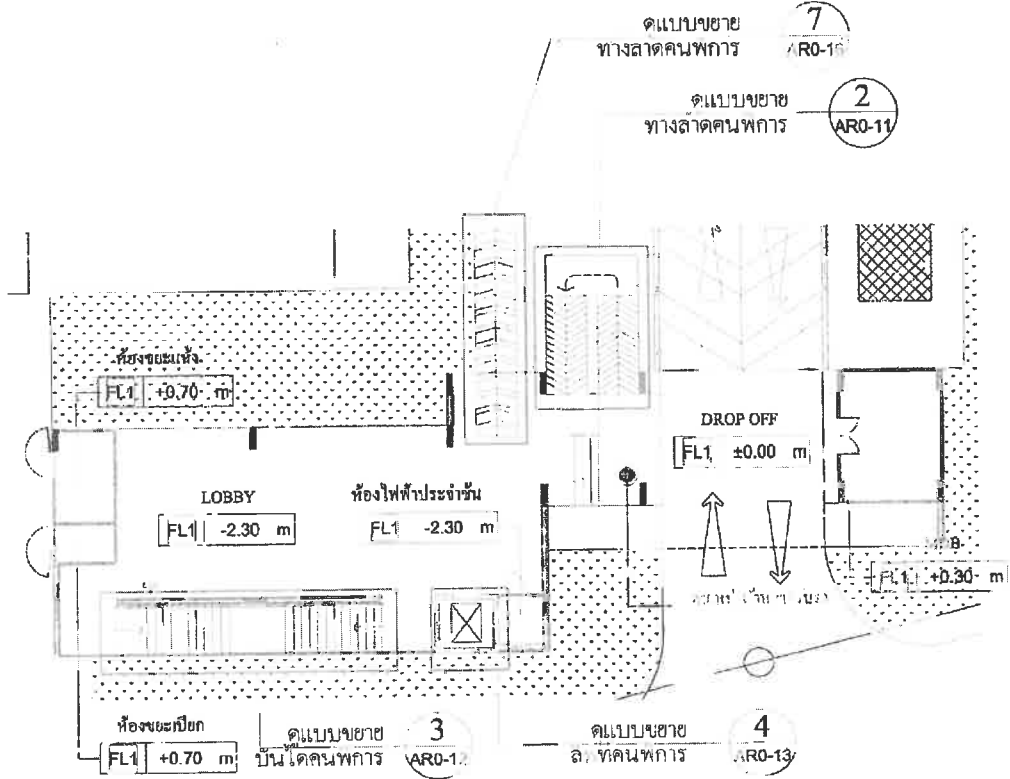 ดูแบบขยาย
ทางลาดคนพิการ
7
ดูแบบขยาย
ทางลาดคนพิการ
2
AR0-11
ห้องขยะแห้ง
FL1 +0.70 m
DROP OFF
FL1 ±0.00 m
LOBBY
FL1 -2.30 m
ห้องไฟฟ้าประจำชั้น
FL1 -2.30 m
FL1 +0.30 m
ห้องขยะเปียก
FL1 +0.70 m
ดูแบบขยาย
บันไดคนพิการ
3
ดูแบบขยาย
4
AR0-13